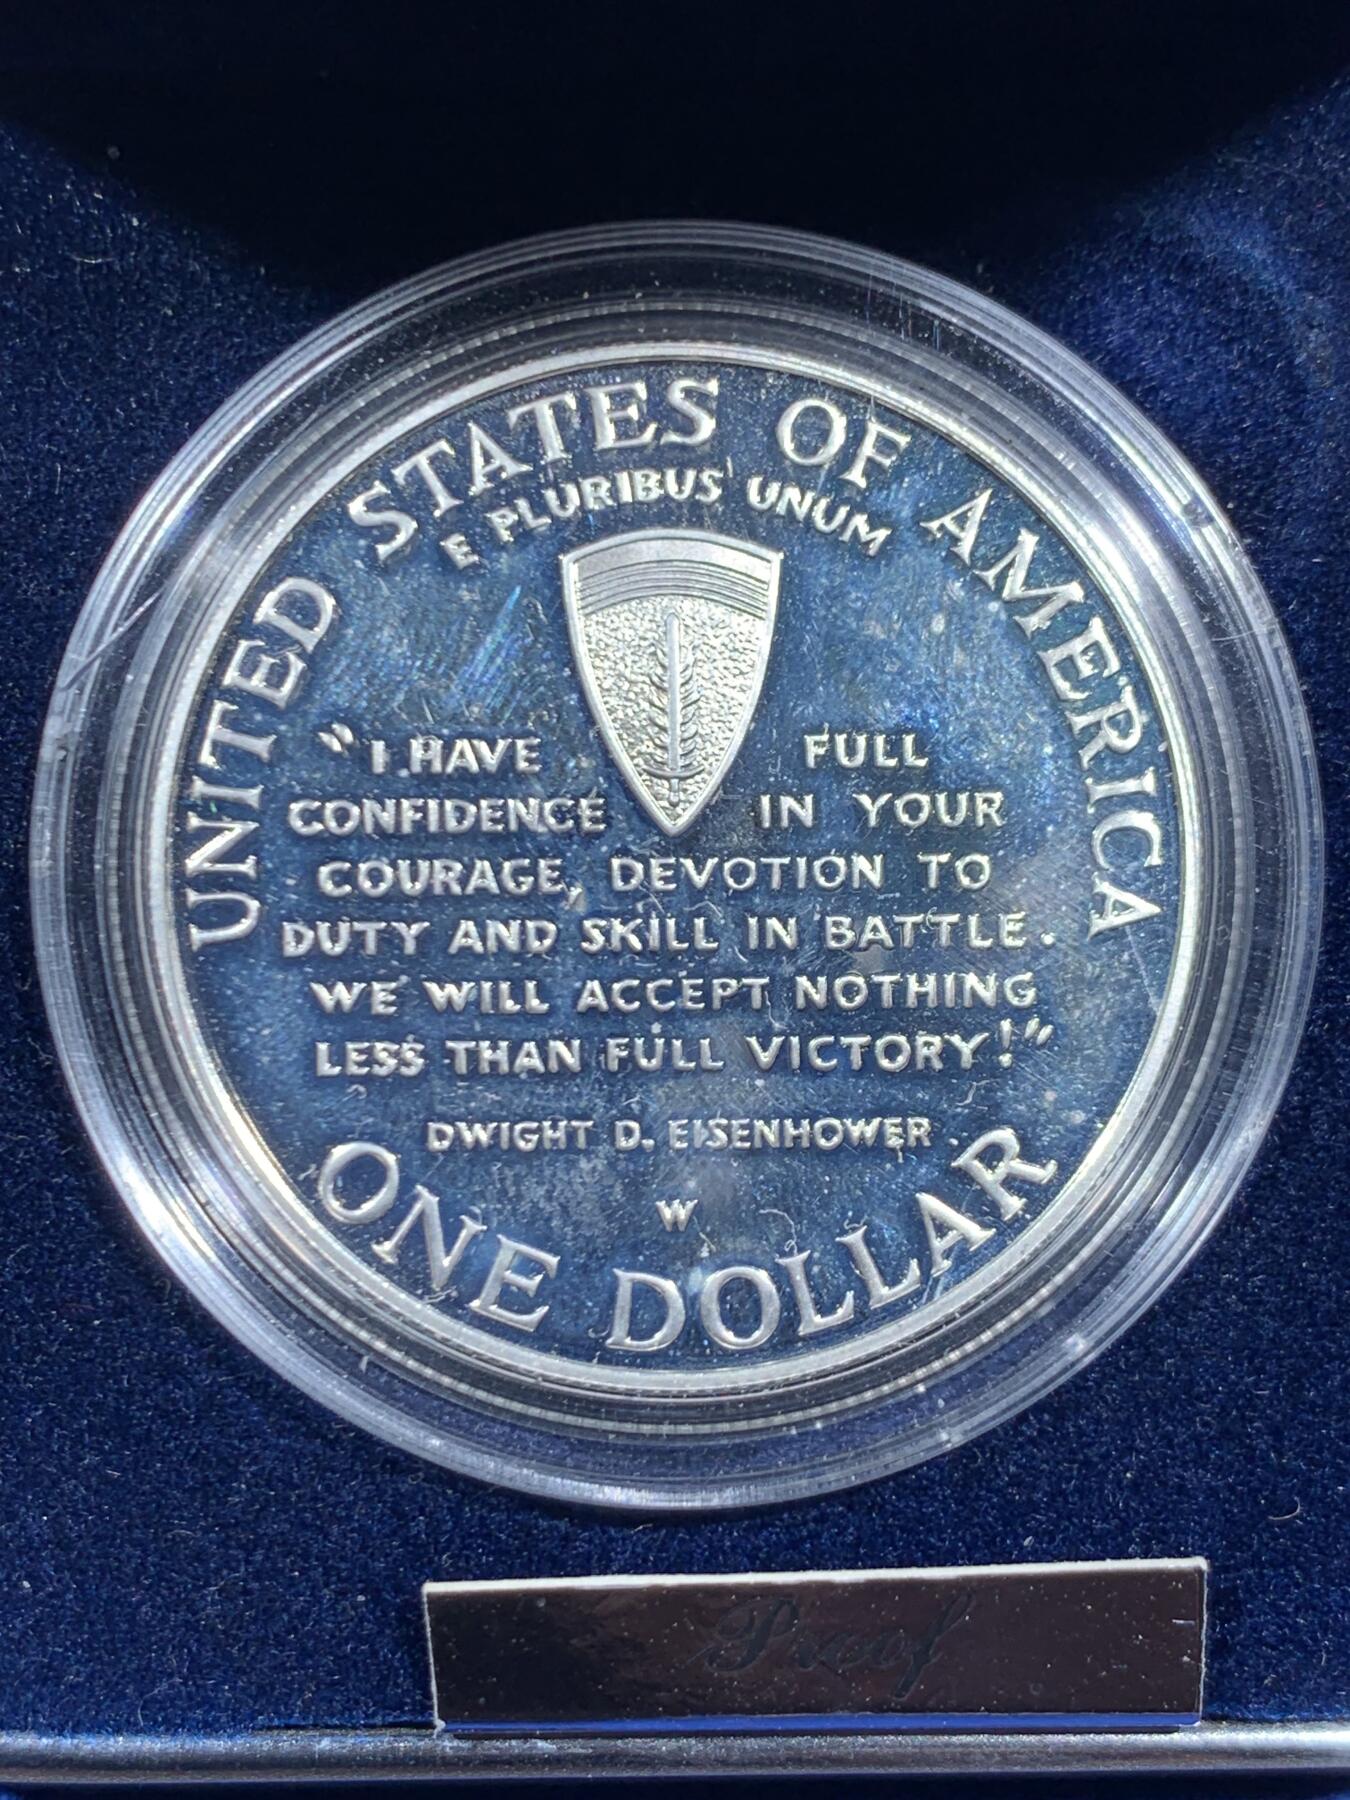 UNITED STATES OF AMERICA
E PLURIBUS UNUM
"I HAVE FULL
CONFIDENCE IN YOUR
COURAGE, DEVOTION TO
DUTY AND SKILL IN BATTLE.
WE WILL ACCEPT NOTHING
LESS THAN FULL VICTORY!"
DWIGHT D. EISENHOWER
W
ONE DOLLAR
Proof